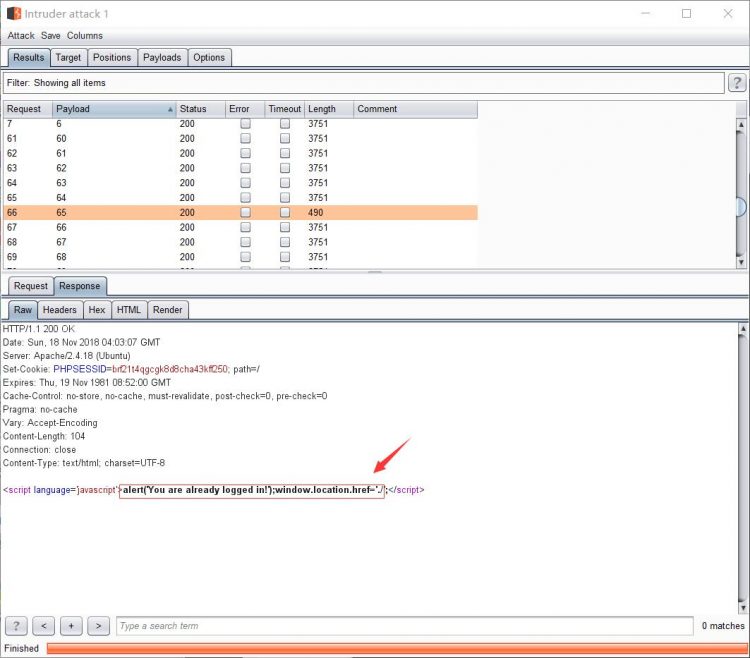 Intruder attack 1
Attack Save Columns
Results Target Positions Payloads Options
Filter: Showing all items
?
Request Payload Status Error Timeout Length Comment
7 6 200 3751
61 60 200 3751
62 61 200 3751
63 62 200 3751
64 63 200 3751
65 64 200 3751
66 65 200 490
67 66 200 3751
68 67 200 3751
69 68 200 3751
Request Response
Raw Headers Hex HTML Render
HTTP/1.1 200 OK
Date: Sun, 18 Nov 2018 04:03:07 GMT
Server: Apache/2.4.18 (Ubuntu)
Set-Cookie: PHPSESSID=brf21t4qgcgk8d8cha43kff250; path=/
Expires: Thu, 19 Nov 1981 08:52:00 GMT
Cache-Control: no-store, no-cache, must-revalidate, post-check=0, pre-check=0
Pragma: no-cache
Vary: Accept-Encoding
Content-Length: 104
Connection: close
Content-Type: text/html; charset=UTF-8
<script language='javascript'>alert('You are already logged in!');window.location.href='./';</script>
? < + > Type a search term 0 matches
Finished